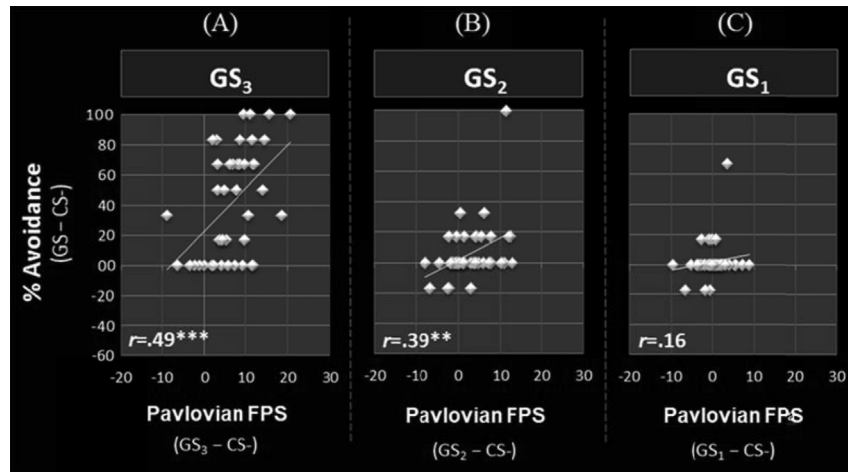 (A) (B) (C)
GS₃ GS₂ GS₁
% Avoidance
(GS – CS-)
100
80
60
40
20
00
-20
-40
-60
r=.49*** r=.39** r=.16
-20 -10 0 10 20 30 -20 -10 0 10 20 30 -20 -10 0 10 20 30
Pavlovian FPS Pavlovian FPS Pavlovian FPS
(GS₃ – CS-) (GS₂ – CS-) (GS₁ – CS-)